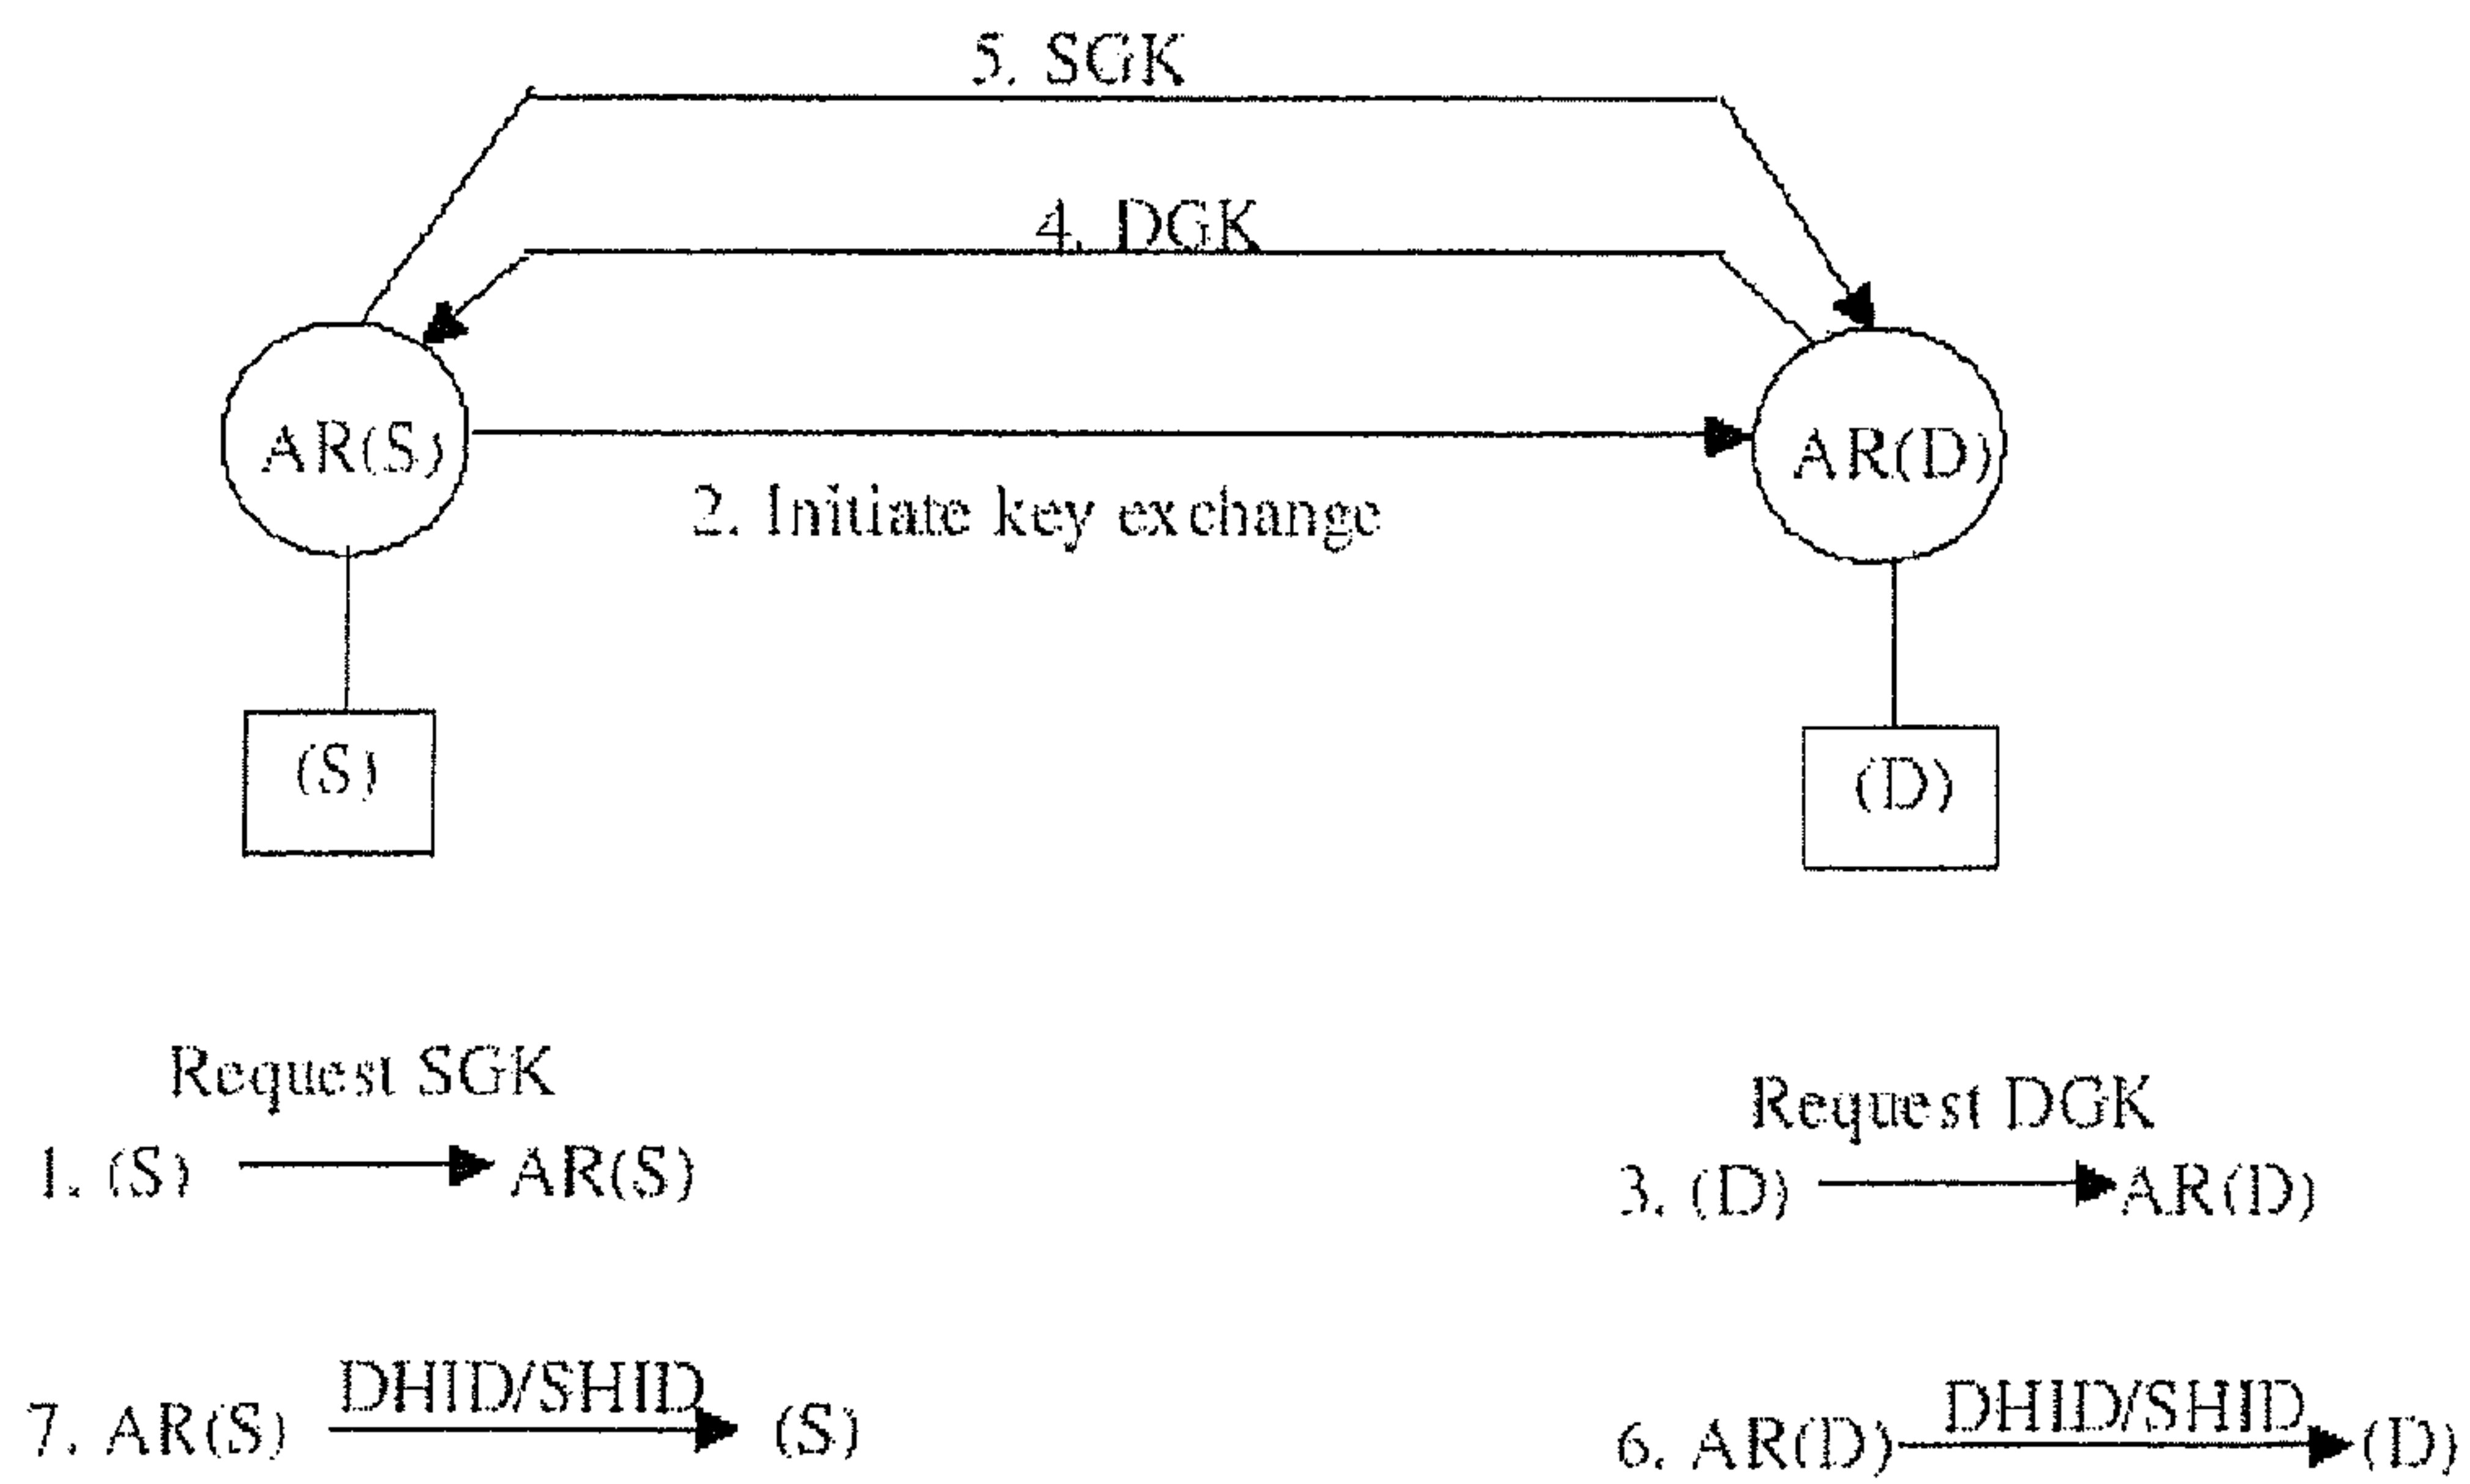 5. SGK
4. DGK
AR(S)
AR(D)
2. Initiate key exchange
(S)
(D)
Request SGK
1. (S) AR(S)
Request DGK
3. (D) AR(D)
DHID/SHID
7. AR(S) (S)
DHID/SHID
6. AR(D) (D)